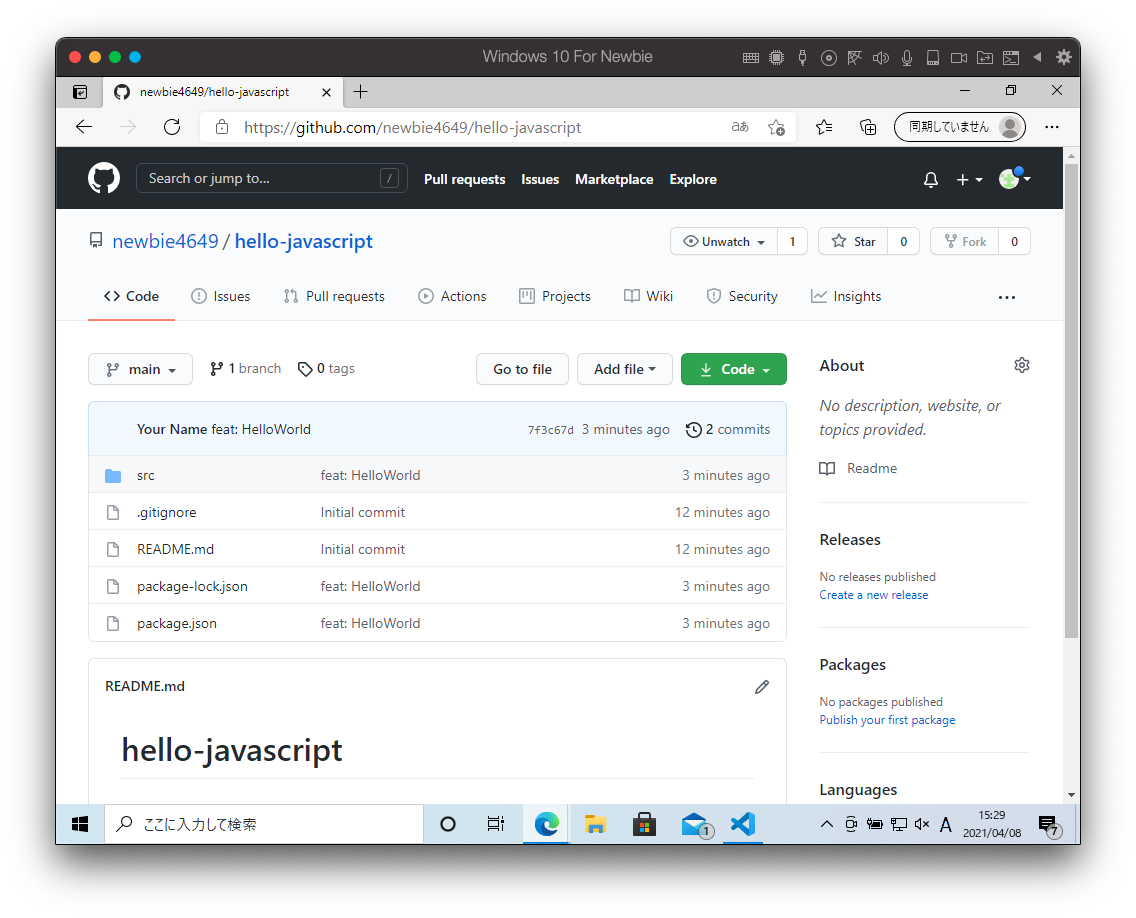 Windows 10 For Newbie
newbie4649/hello-javascript
https://github.com/newbie4649/hello-javascript
aあ
同期していません
Search or jump to...
/
Pull requests Issues Marketplace Explore
newbie4649 / hello-javascript
Unwatch 1 Star 0 Fork 0
Code Issues Pull requests Actions Projects Wiki Security Insights
main 1 branch 0 tags Go to file Add file Code
Your Name feat: HelloWorld 7f3c67d 3 minutes ago 2 commits
src feat: HelloWorld 3 minutes ago
.gitignore Initial commit 12 minutes ago
README.md Initial commit 12 minutes ago
package-lock.json feat: HelloWorld 3 minutes ago
package.json feat: HelloWorld 3 minutes ago
README.md
hello-javascript
About
No description, website, or
topics provided.
Readme
Releases
No releases published
Create a new release
Packages
No packages published
Publish your first package
Languages
ここに入力して検索
1
A
15:29
2021/04/08
7